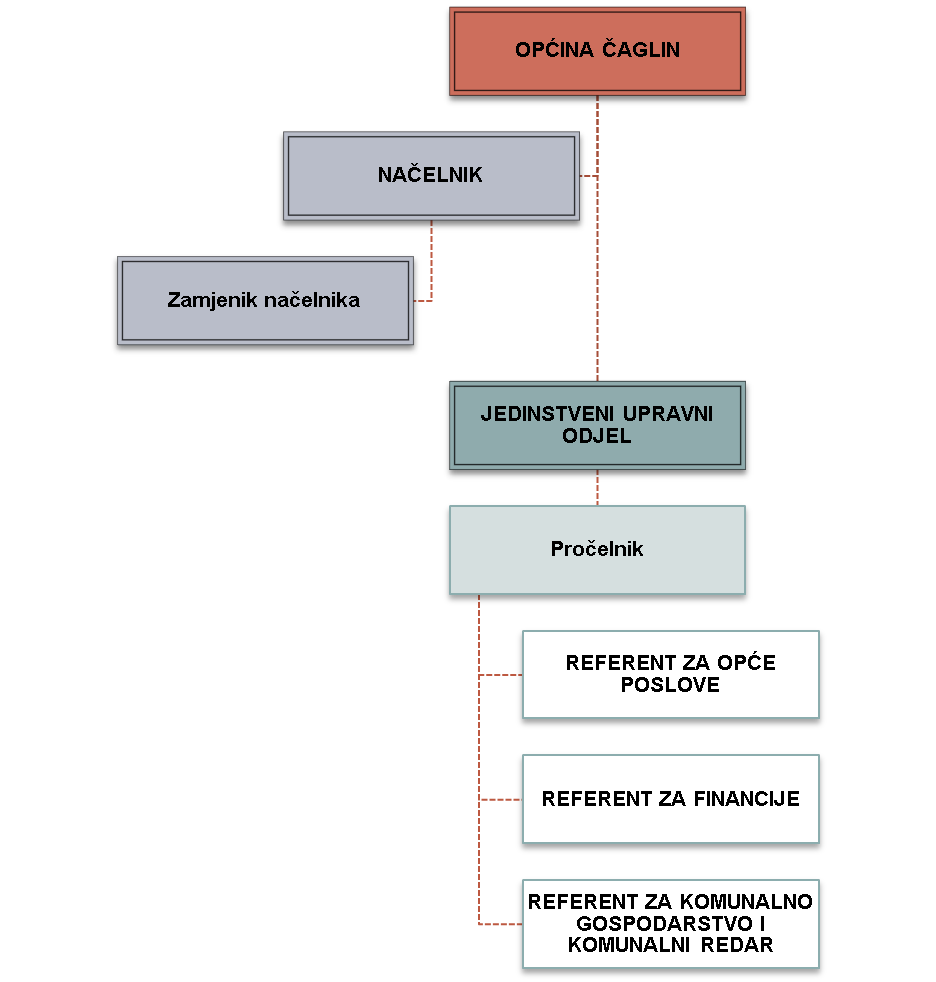 OPĆINA ČAGLIN
NAČELNIK
Zamjenik načelnika
JEDINSTVENI UPRAVNI
ODJEL
Pročelnik
REFERENT ZA OPĆE
POSLOVE
REFERENT ZA FINANCIJE
REFERENT ZA KOMUNALNO
GOSPODARSTVO I
KOMUNALNI REDAR